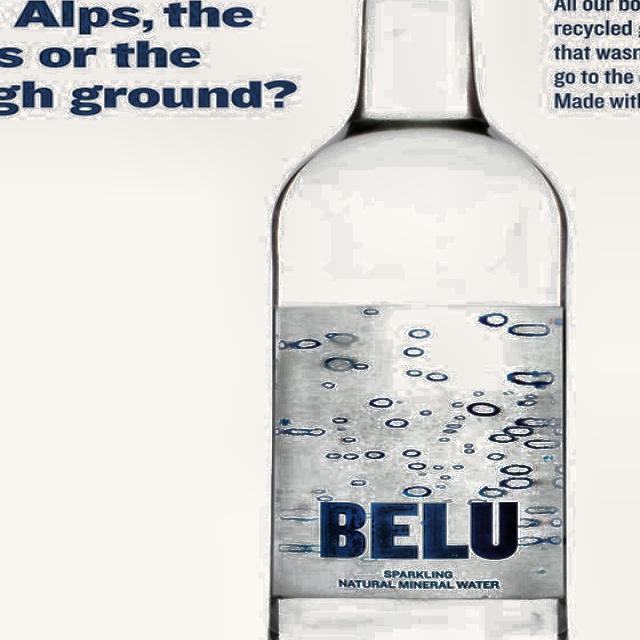 Alps, the
s or the
gh ground?
All our bo
recycled
that wasn
go to the
Made with
BELU
SPARKLING
NATURAL MINERAL WATER